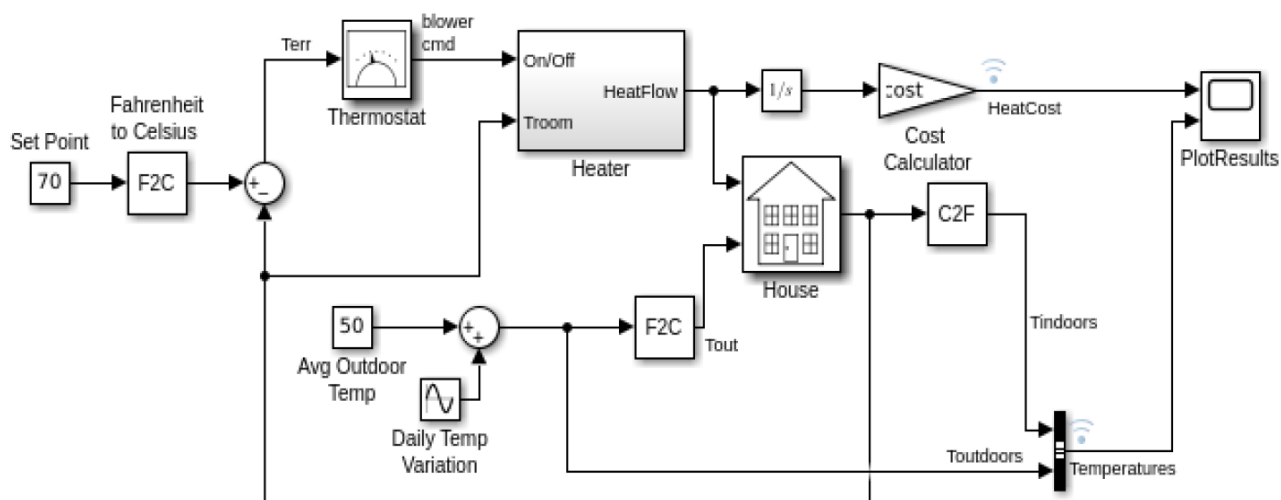 blower
cmd
Terr
On/Off
HeatFlow
Troom
Thermostat
Heater
1/s
cost
HeatCost
Cost
Calculator
PlotResults
Fahrenheit
to Celsius
Set Point
70
F2C
+
−
House
C2F
50
+
+
F2C
Tout
Avg Outdoor
Temp
Daily Temp
Variation
Tindoors
Toutdoors
Temperatures